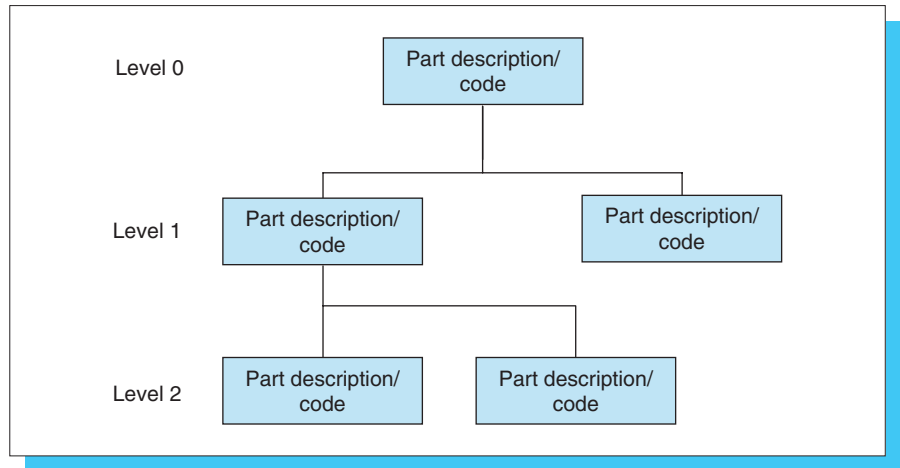 Level 0
Part description/
code
Level 1
Part description/
code
Part description/
code
Level 2
Part description/
code
Part description/
code